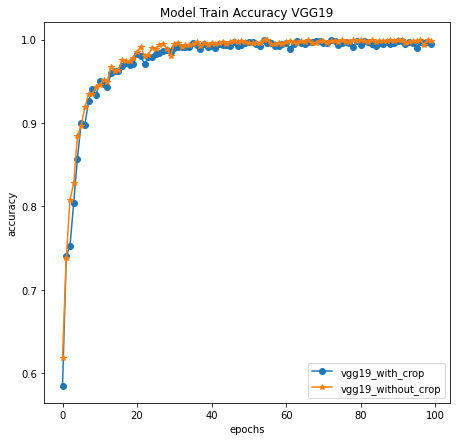 Model Train Accuracy VGG19
1.0
0.9
0.8
0.7
0.6
accuracy
0
20
40
60
80
100
epochs
vgg19_with_crop
vgg19_without_crop